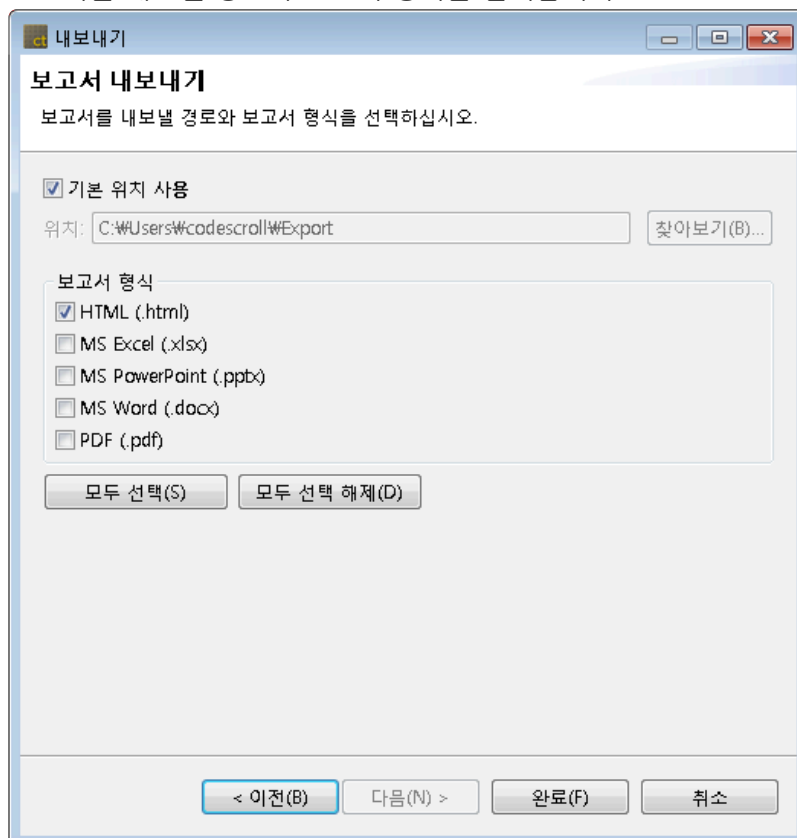 ct 내보내기
보고서 내보내기
보고서를 내보낼 경로와 보고서 형식을 선택하십시오.
기본 위치 사용
위치: C:₩Users₩codescroll₩Export 찾아보기(B)...
보고서 형식
HTML (.html)
MS Excel (.xlsx)
MS PowerPoint (.pptx)
MS Word (.docx)
PDF (.pdf)
모두 선택(S) 모두 선택 해제(D)
< 이전(B) 다음(N) > 완료(F) 취소